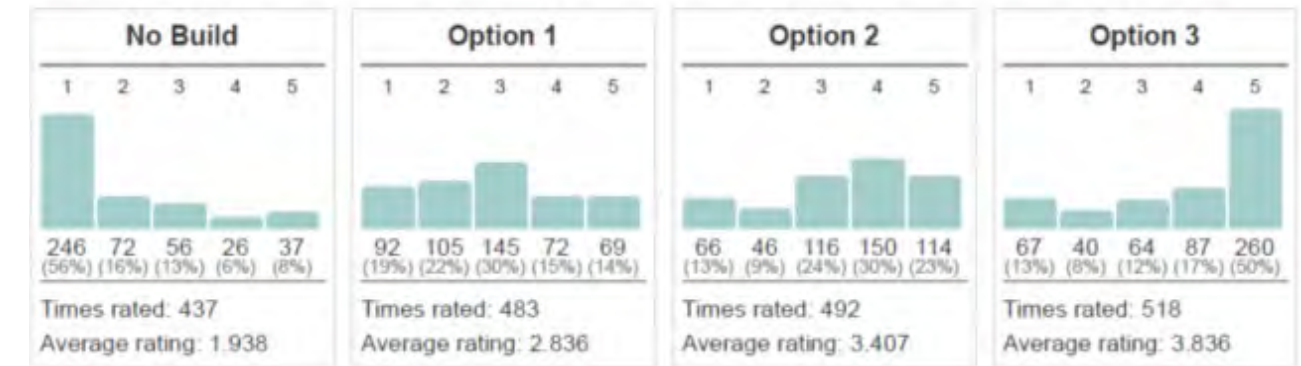 No Build
1 2 3 4 5
246 72 56 26 37
(56%) (16%) (13%) (6%) (8%)
Times rated: 437
Average rating: 1.938
Option 1
1 2 3 4 5
92 105 145 72 69
(19%) (22%) (30%) (15%) (14%)
Times rated: 483
Average rating: 2.836
Option 2
1 2 3 4 5
66 46 116 150 114
(13%) (9%) (24%) (30%) (23%)
Times rated: 492
Average rating: 3.407
Option 3
1 2 3 4 5
67 40 64 87 260
(13%) (8%) (12%) (17%) (50%)
Times rated: 518
Average rating: 3.836